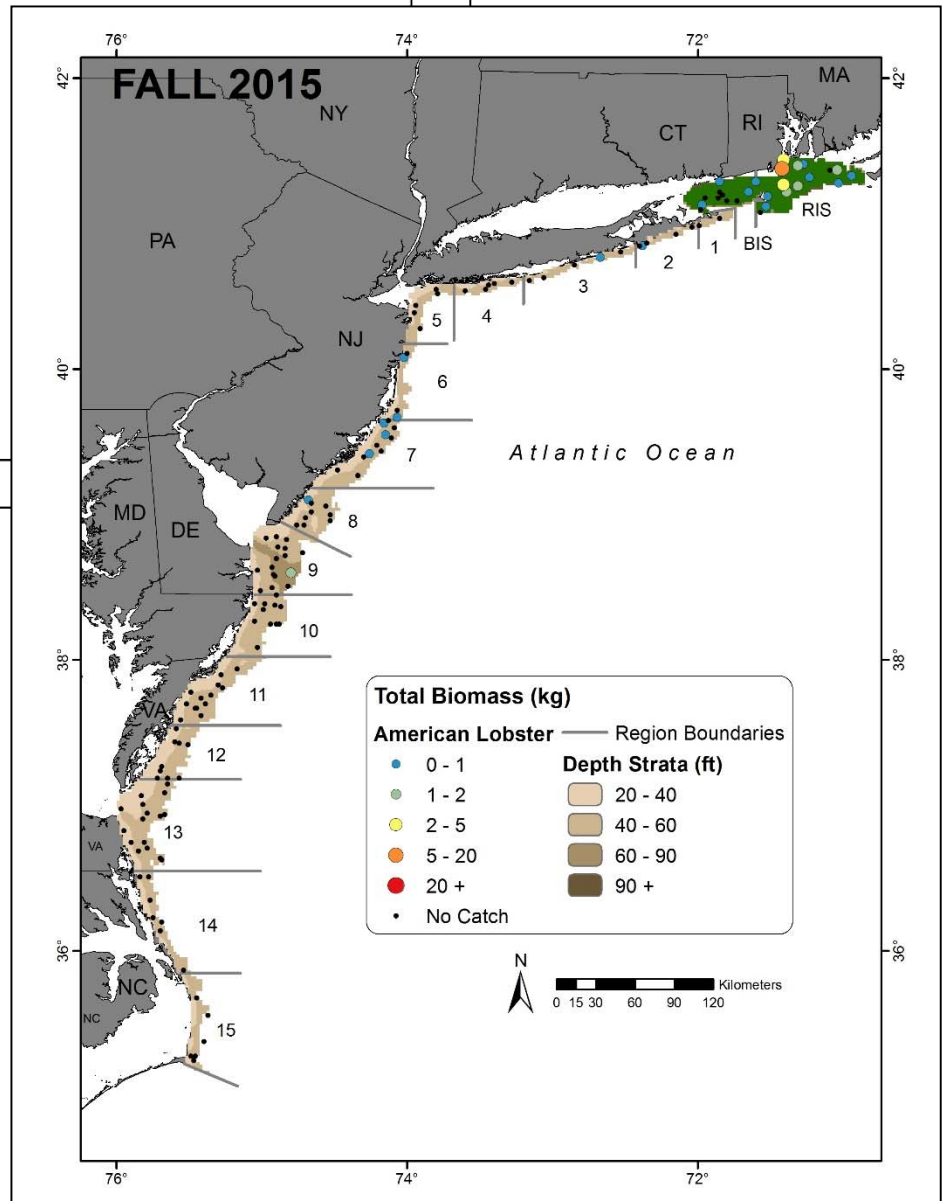 76°
74°
72°
42°
42°
FALL 2015
NY
MA
CT
RI
PA
RIS
BIS
1
2
3
4
5
NJ
40°
40°
6
Atlantic Ocean
7
MD
DE
8
9
10
38°
38°
11
VA
12
13
VA
14
36°
36°
NC
NC
15
Total Biomass (kg)
American Lobster
Region Boundaries
0 - 1
Depth Strata (ft)
1 - 2
20 - 40
2 - 5
40 - 60
5 - 20
60 - 90
20 +
90 +
No Catch
N
Kilometers
0 15 30 60 90 120
76°
74°
72°